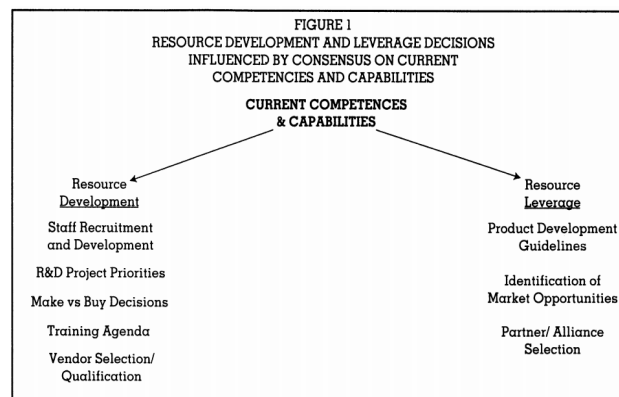 FIGURE 1
RESOURCE DEVELOPMENT AND LEVERAGE DECISIONS
INFLUENCED BY CONSENSUS ON CURRENT
COMPETENCIES AND CAPABILITIES
CURRENT COMPETENCES
& CAPABILITIES
Resource
Development
Staff Recruitment
and Development
R&D Project Priorities
Make vs Buy Decisions
Training Agenda
Vendor Selection/
Qualification
Resource
Leverage
Product Development
Guidelines
Identification of
Market Opportunities
Partner/ Alliance
Selection